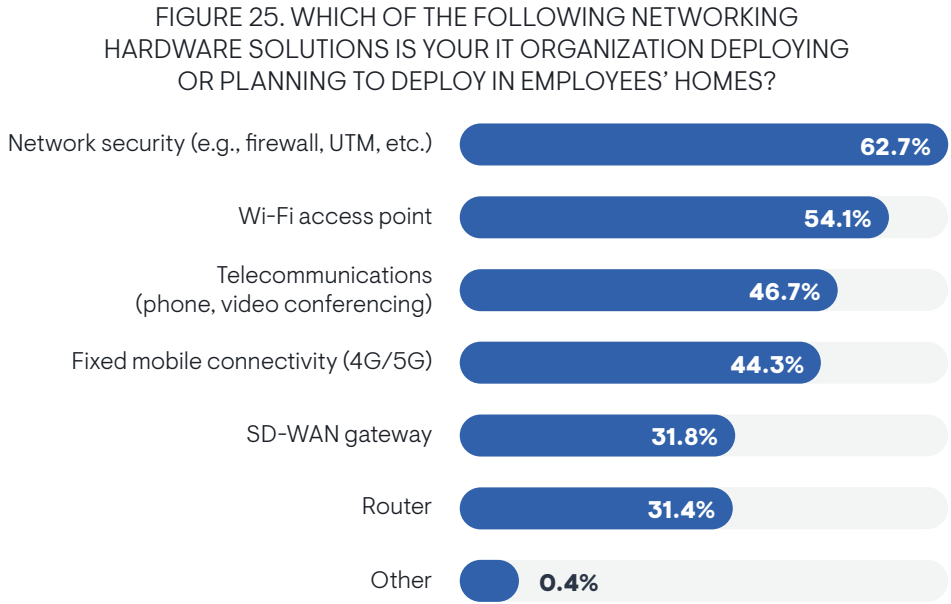 FIGURE 25. WHICH OF THE FOLLOWING NETWORKING
HARDWARE SOLUTIONS IS YOUR IT ORGANIZATION DEPLOYING
OR PLANNING TO DEPLOY IN EMPLOYEES’ HOMES?
Network security (e.g., firewall, UTM, etc.) 62.7%
Wi-Fi access point 54.1%
Telecommunications
(phone, video conferencing) 46.7%
Fixed mobile connectivity (4G/5G) 44.3%
SD-WAN gateway 31.8%
Router 31.4%
Other 0.4%